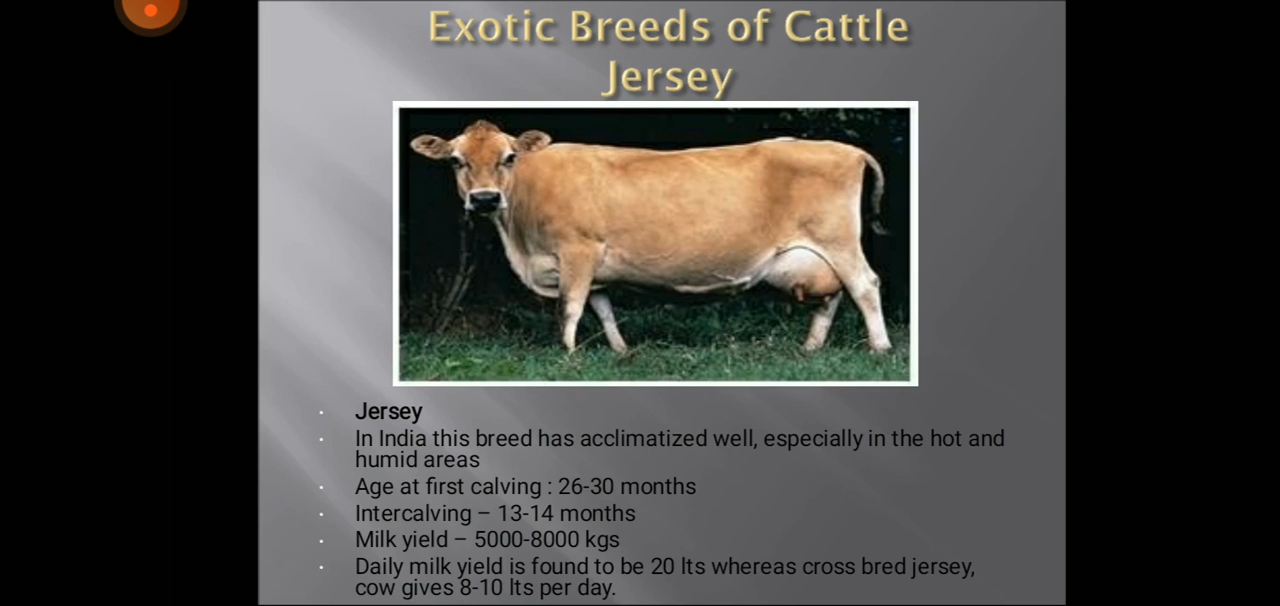 Exotic Breeds of Cattle
Jersey
· Jersey
· In India this breed has acclimatized well, especially in the hot and
humid areas
· Age at first calving : 26-30 months
· Intercalving – 13-14 months
· Milk yield – 5000-8000 kgs
· Daily milk yield is found to be 20 lts whereas cross bred jersey,
cow gives 8-10 lts per day.